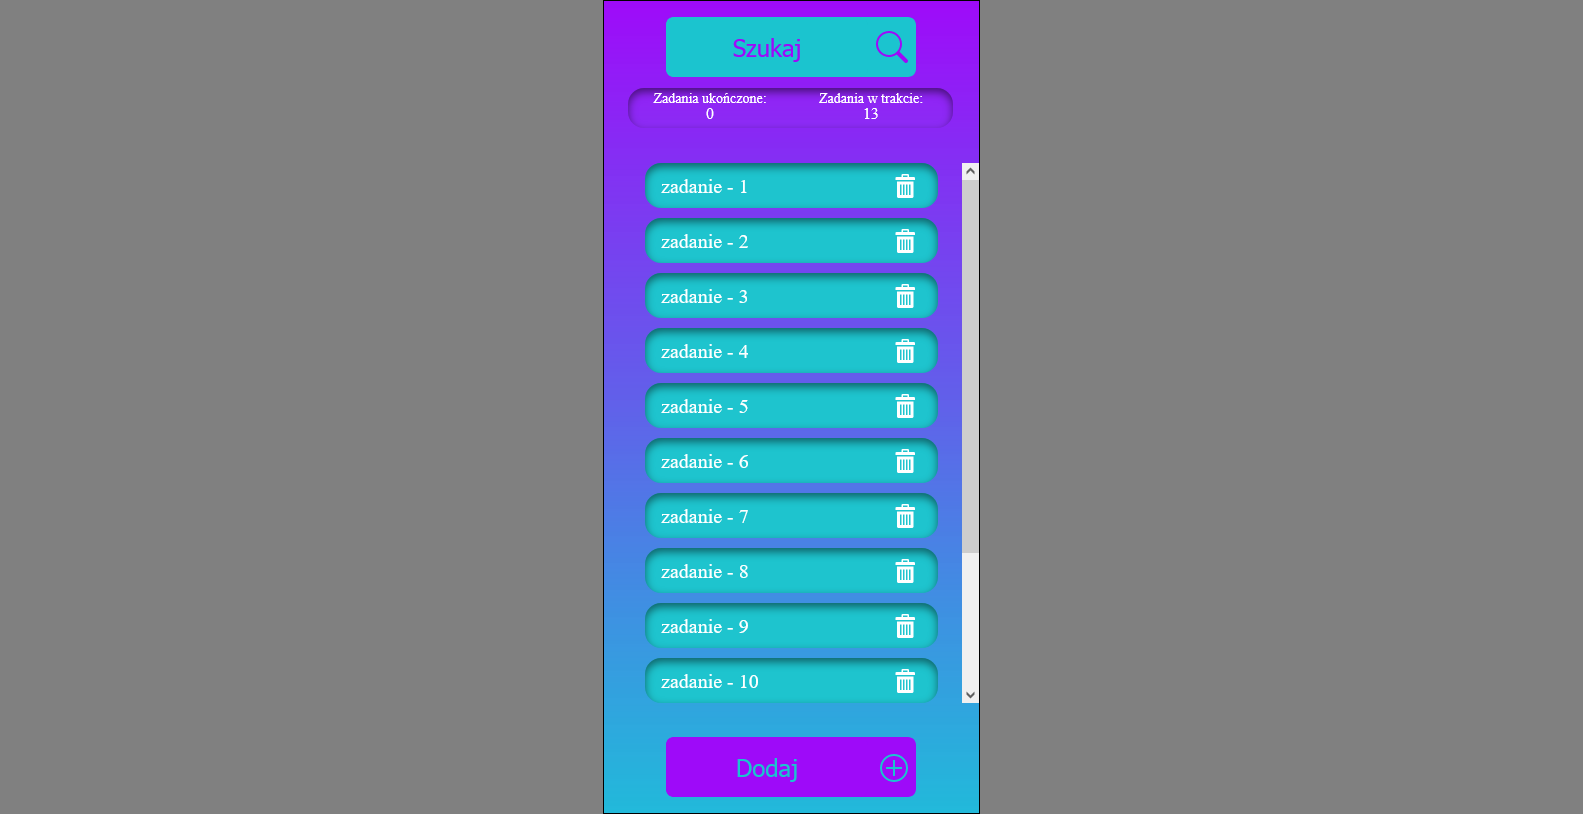 Szukaj
Zadania ukończone: Zadania w trakcie:
0 13
zadanie - 1
zadanie - 2
zadanie - 3
zadanie - 4
zadanie - 5
zadanie - 6
zadanie - 7
zadanie - 8
zadanie - 9
zadanie - 10
Dodaj